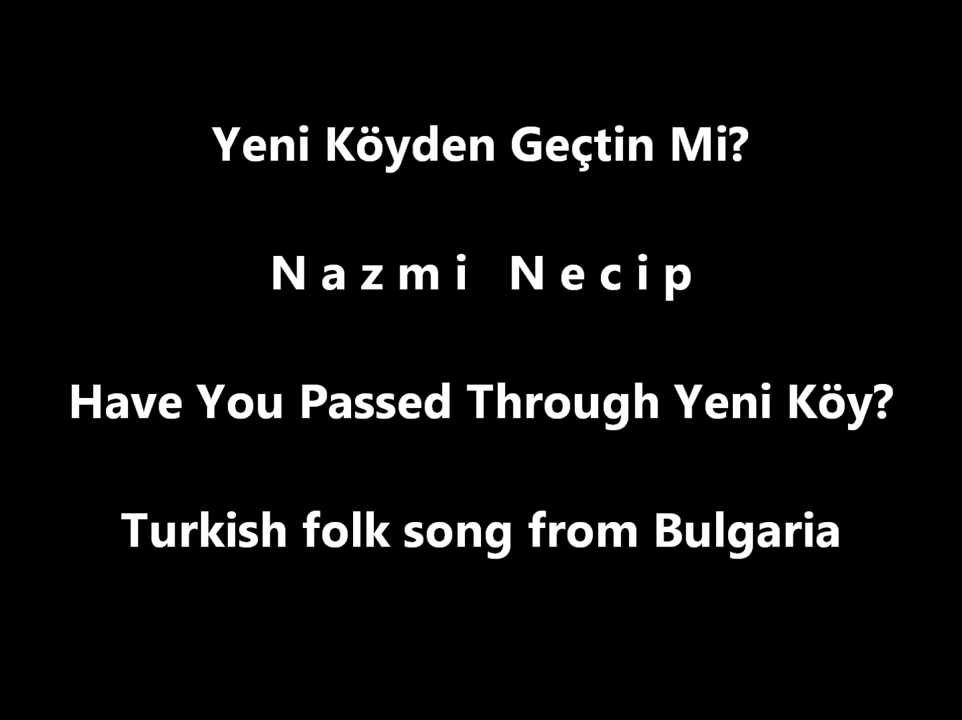 Yeni Köyden Geçtin Mi?
N a z m i  N e c i p
Have You Passed Through Yeni Köy?
Turkish folk song from Bulgaria